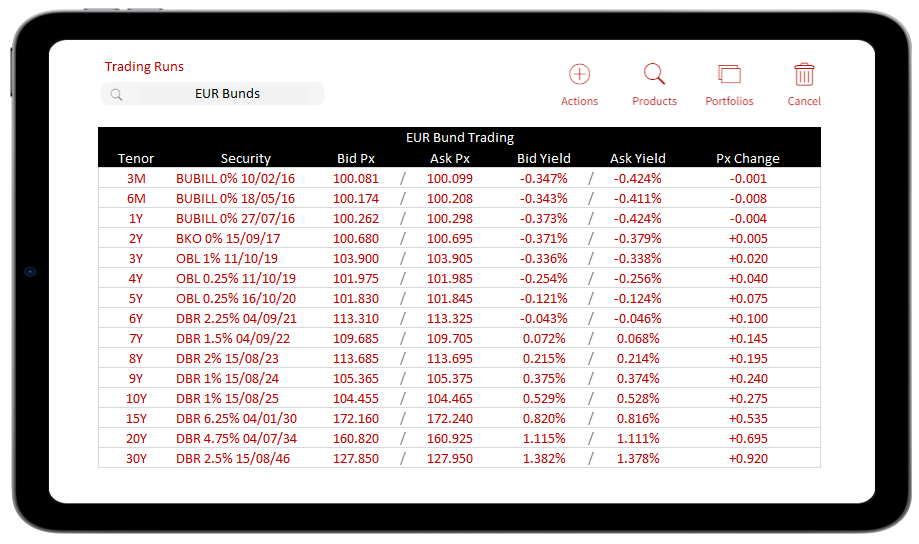 Trading Runs
EUR Bunds
Actions Products Portfolios Cancel
EUR Bund Trading
Tenor Security Bid Px Ask Px Bid Yield Ask Yield Px Change
3M BUBILL 0% 10/02/16 100.081 / 100.099 -0.347% / -0.424% -0.001
6M BUBILL 0% 18/05/16 100.174 / 100.208 -0.343% / -0.411% -0.008
1Y BUBILL 0% 27/07/16 100.262 / 100.298 -0.373% / -0.424% -0.004
2Y BKO 0% 15/09/17 100.680 / 100.695 -0.371% / -0.379% +0.005
3Y OBL 1% 11/10/19 103.900 / 103.905 -0.336% / -0.338% +0.020
4Y OBL 0.25% 11/10/19 101.975 / 101.985 -0.254% / -0.256% +0.040
5Y OBL 0.25% 16/10/20 101.830 / 101.845 -0.121% / -0.124% +0.075
6Y DBR 2.25% 04/09/21 113.310 / 113.325 -0.043% / -0.046% +0.100
7Y DBR 1.5% 04/09/22 109.685 / 109.705 0.072% / 0.068% +0.145
8Y DBR 2% 15/08/23 113.685 / 113.695 0.215% / 0.214% +0.195
9Y DBR 1% 15/08/24 105.365 / 105.375 0.375% / 0.374% +0.240
10Y DBR 1% 15/08/25 104.455 / 104.465 0.529% / 0.528% +0.275
15Y DBR 6.25% 04/01/30 172.160 / 172.240 0.820% / 0.816% +0.535
20Y DBR 4.75% 04/07/34 160.820 / 160.925 1.115% / 1.111% +0.695
30Y DBR 2.5% 15/08/46 127.850 / 127.950 1.382% / 1.378% +0.920